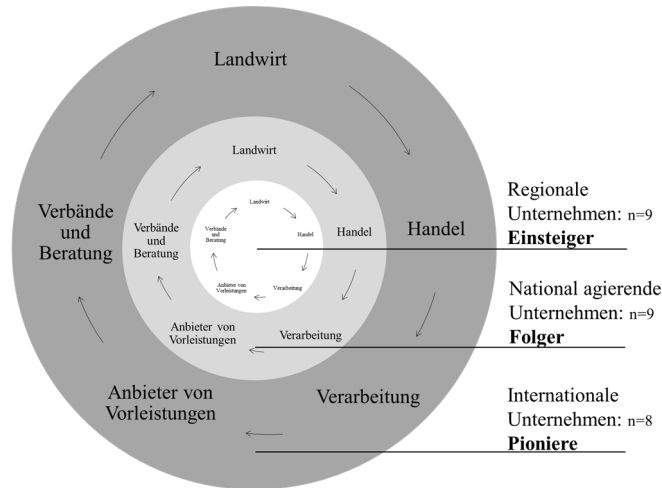 Landwirt
Handel
Verarbeitung
Anbieter von
Vorleistungen
Verbände
und
Beratung
Landwirt
Handel
Verarbeitung
Anbieter von
Vorleistungen
Verbände
und
Beratung
Landwirt
Handel
Verarbeitung
Anbieter von
Vorleistungen
Verbände
und
Beratung
Regionale
Unternehmen: n=9
Einsteiger
National agierende
Unternehmen: n=9
Folger
Internationale
Unternehmen: n=8
Pioniere